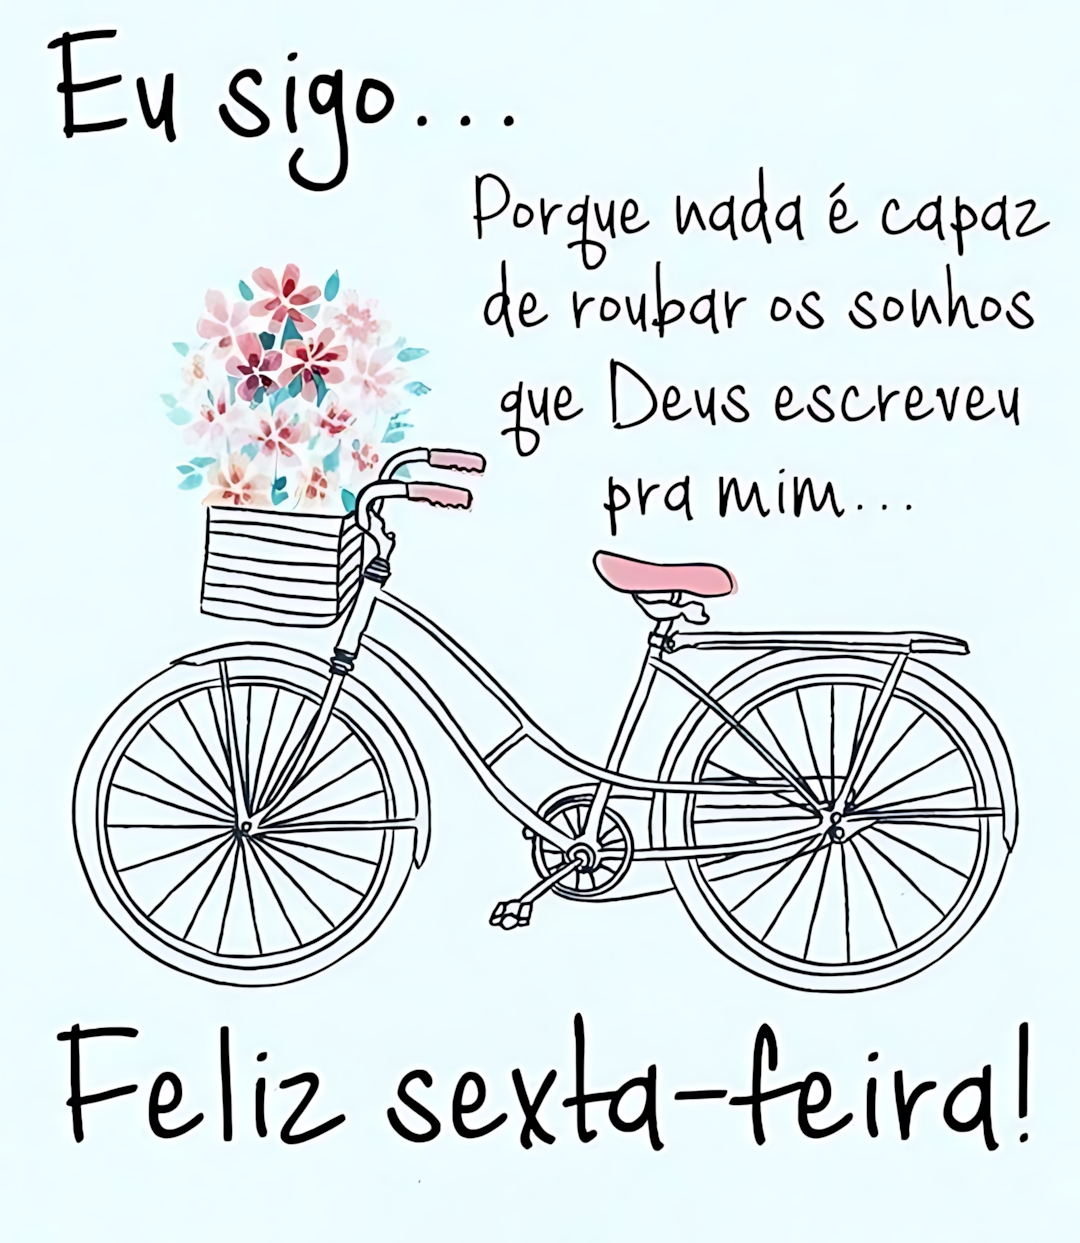 Eu sigo...
Porque nada é capaz
de roubar os sonhos
que Deus escreveu
pra mim...
Feliz sexta-feira!